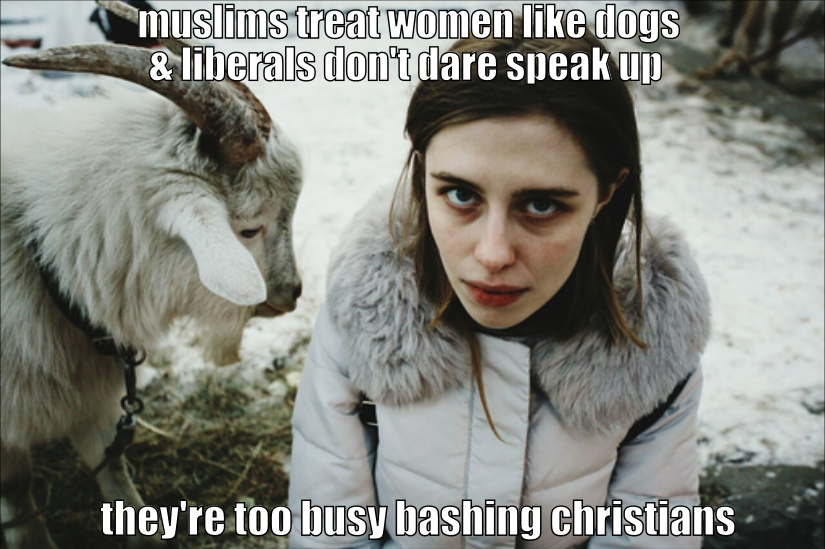 muslims treat women like dogs
& liberals don't dare speak up
they're too busy bashing christians